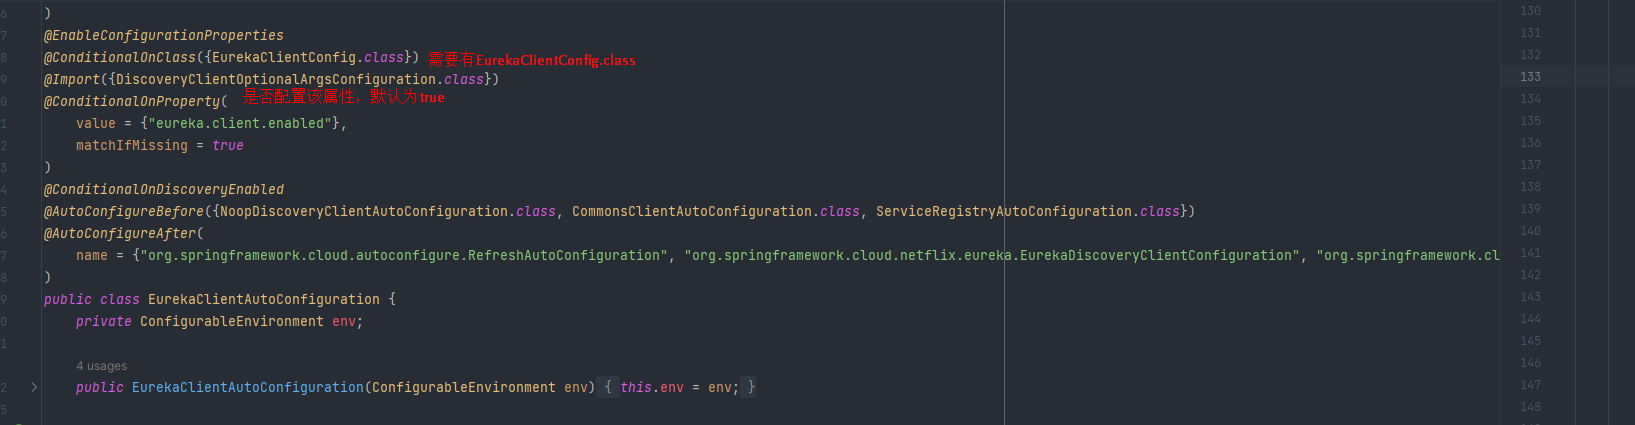 6 )
7 @EnableConfigurationProperties
8 @ConditionalOnClass({EurekaClientConfig.class}) 需要有EurekaClientConfig.class
9 @Import({DiscoveryClientOptionalArgsConfiguration.class})
0 @ConditionalOnProperty( 是否配置该属性，默认为true
1 value = {"eureka.client.enabled"},
2 matchIfMissing = true
3 )
4 @ConditionalOnDiscoveryEnabled
5 @AutoConfigureBefore({NoopDiscoveryClientAutoConfiguration.class, CommonsClientAutoConfiguration.class, ServiceRegistryAutoConfiguration.class})
6 @AutoConfigureAfter(
7 name = {"org.springframework.cloud.autoconfigure.RefreshAutoConfiguration", "org.springframework.cloud.netflix.eureka.EurekaDiscoveryClientConfiguration", "org.springframework.cl
8 )
9 public class EurekaClientAutoConfiguration {
0 private ConfigurableEnvironment env;
1
4 usages
2 public EurekaClientAutoConfiguration(ConfigurableEnvironment env) { this.env = env; }
5
130
131
132
133
134
135
136
137
138
139
140
141
142
143
144
145
146
147
148